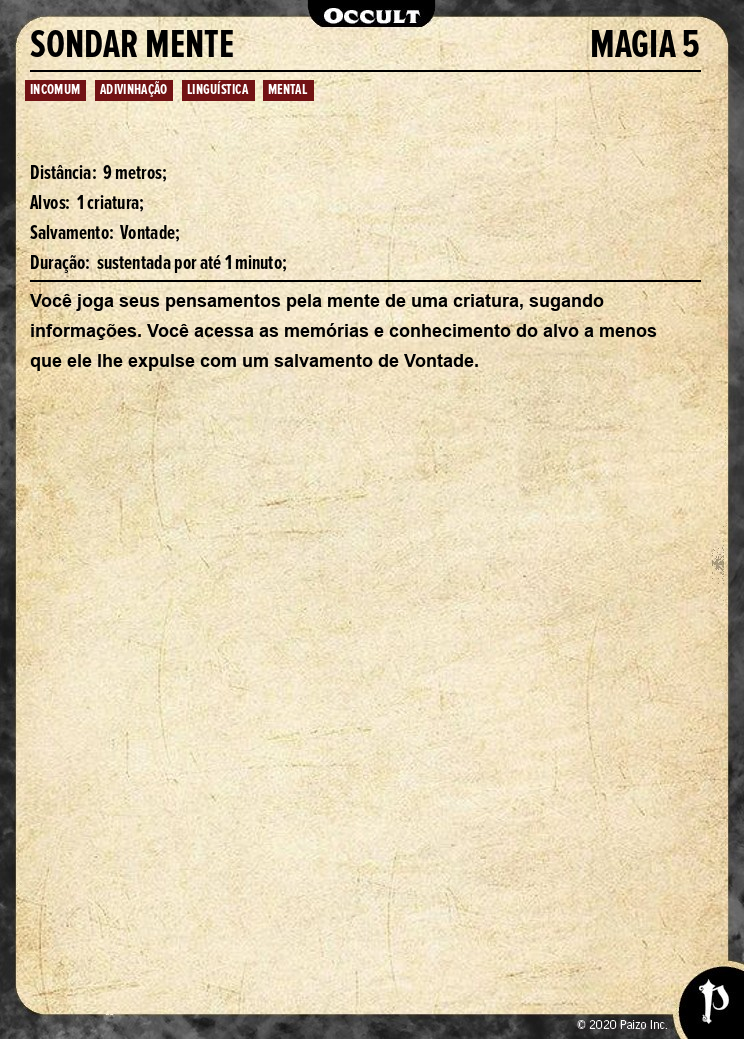 Occult
SONDAR MENTE MAGIA 5
INCOMUM ADIVINHAÇÃO LINGUÍSTICA MENTAL
Distância: 9 metros;
Alvos: 1 criatura;
Salvamento: Vontade;
Duração: sustentada por até 1 minuto;
Você joga seus pensamentos pela mente de uma criatura, sugando
informações. Você acessa as memórias e conhecimento do alvo a menos
que ele lhe expulse com um salvamento de Vontade.
© 2020 Paizo Inc.
P